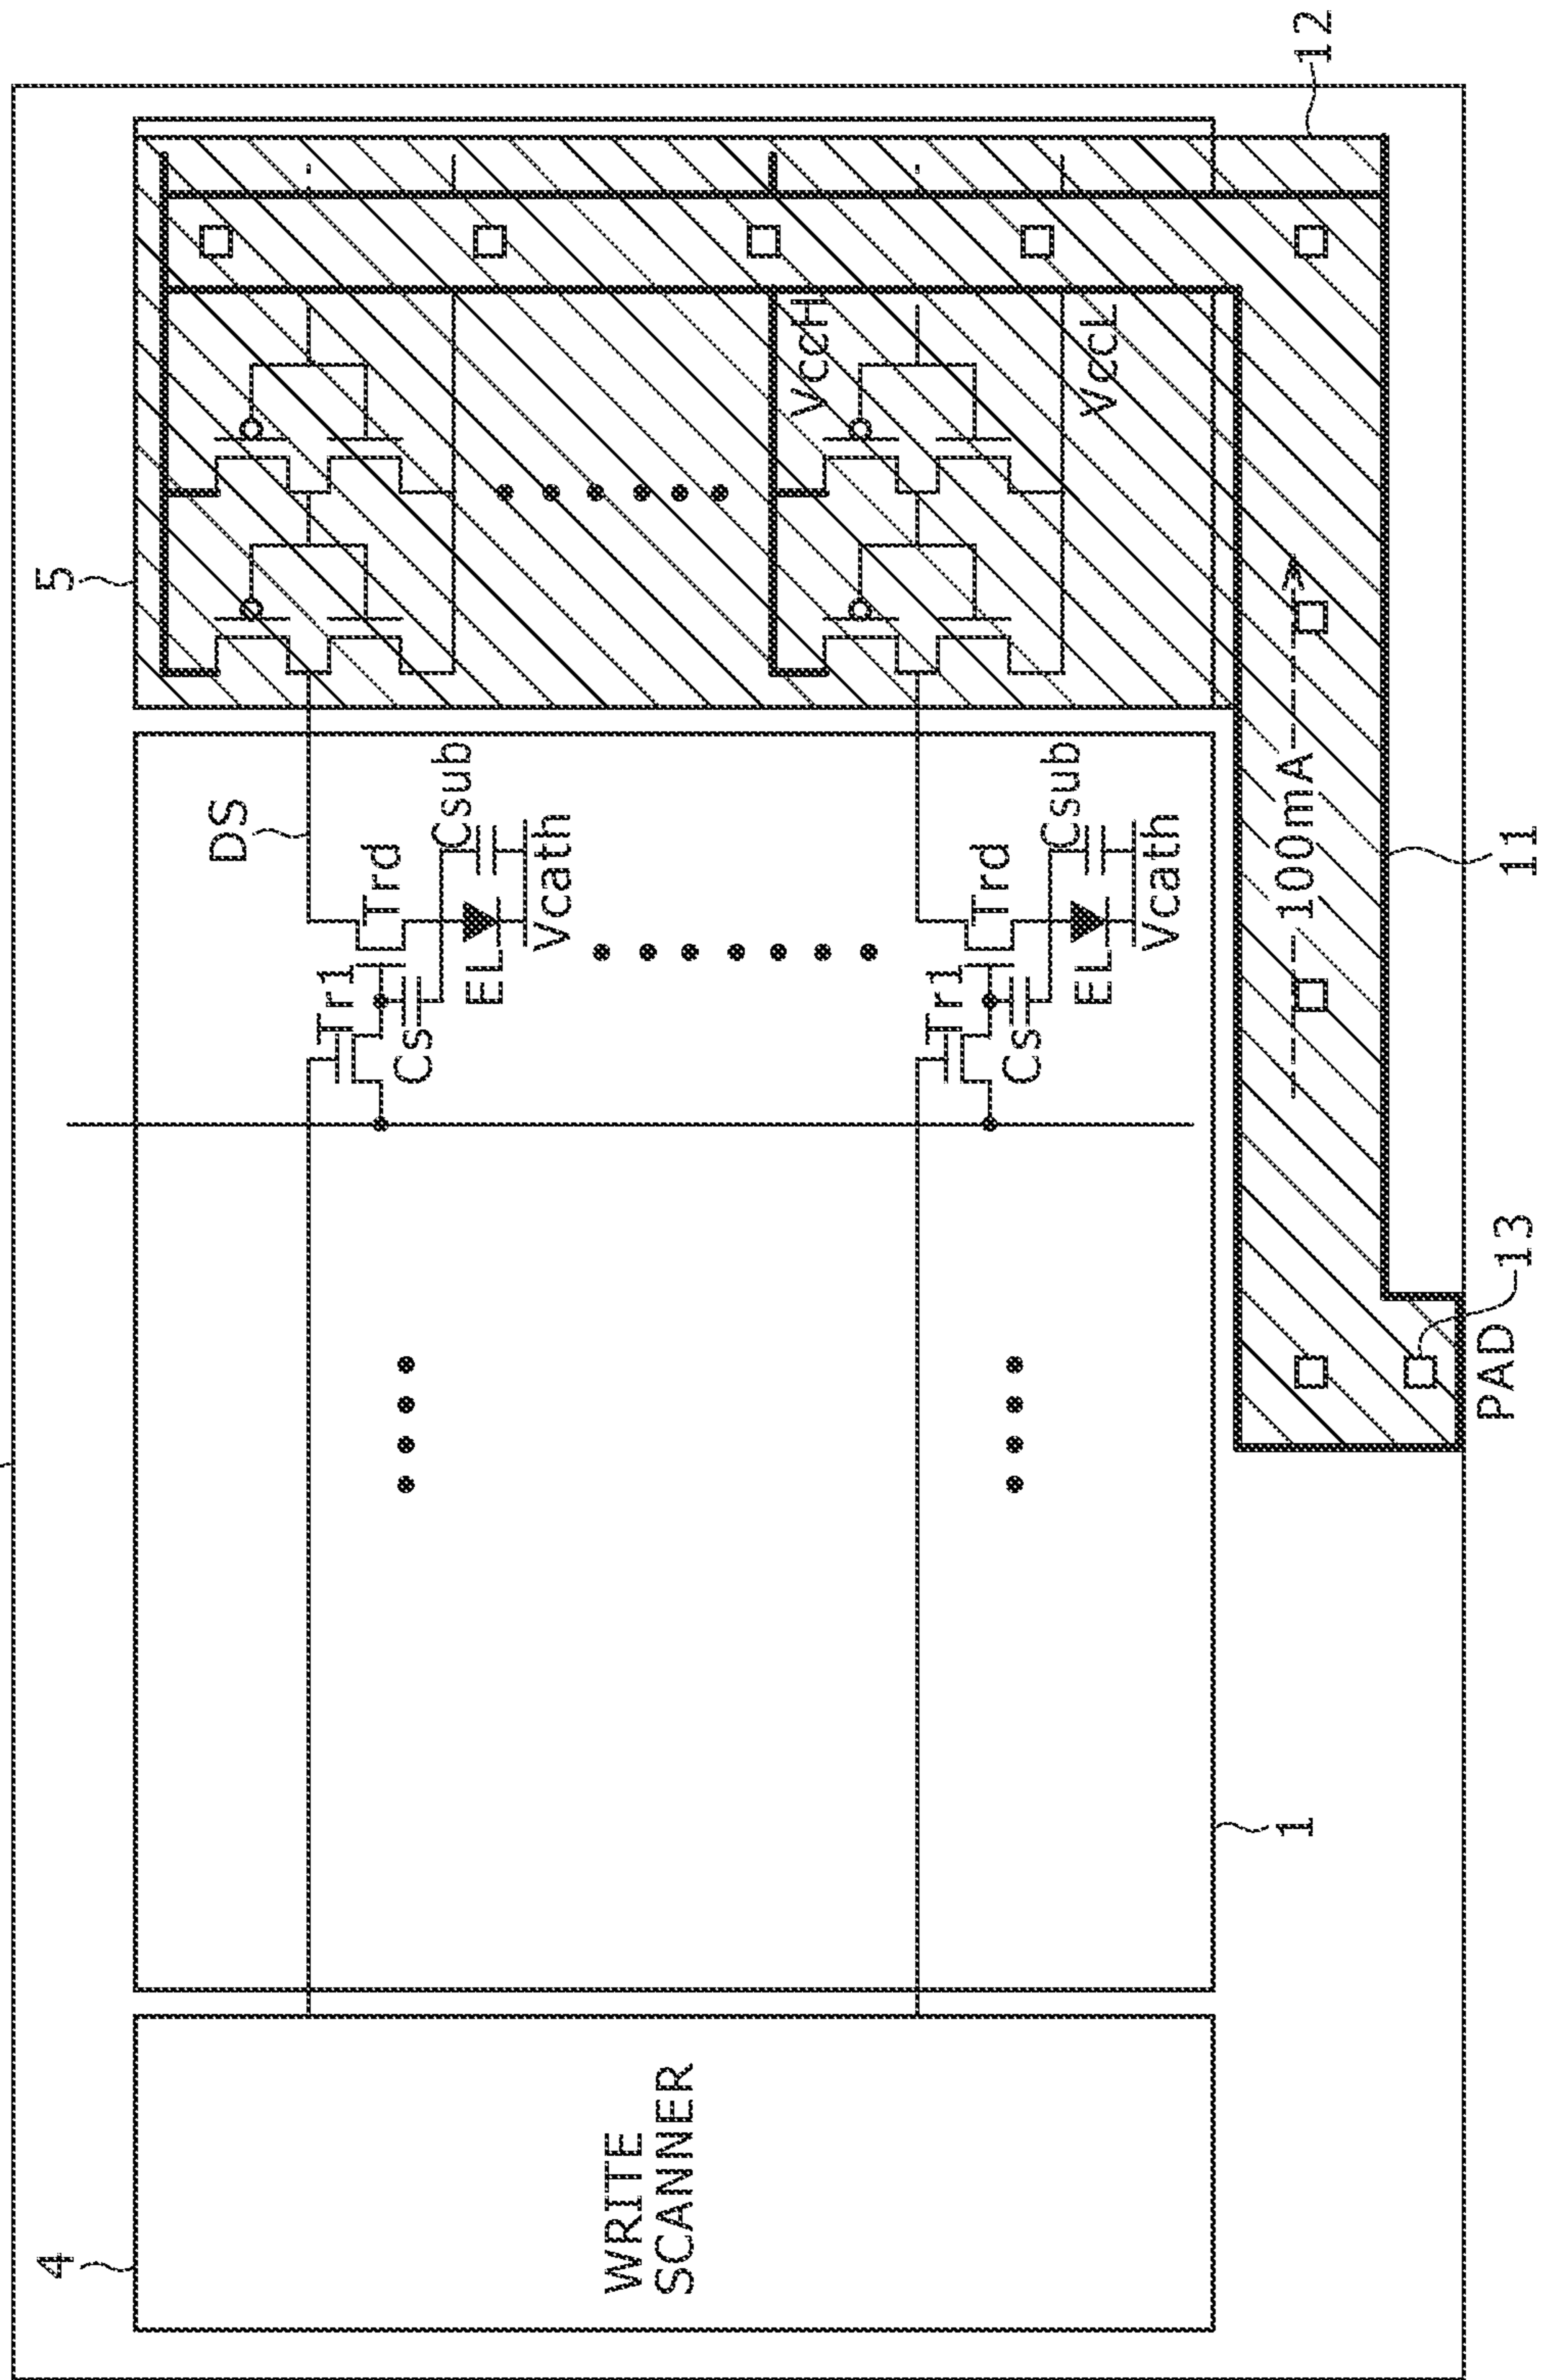 4
5
12
WRITE
SCANNER
DS
Tr1
Trd
Cs
Csub
EL
Vcath
VccH
VccL
Tr1
Trd
Cs
Csub
EL
Vcath
100mA
1
PAD
13
11